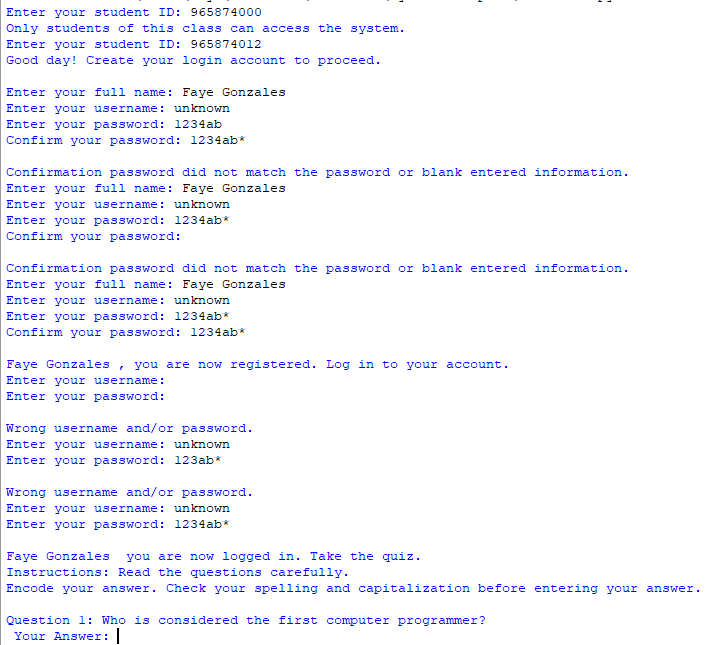 Enter your student ID: 965874000
Only students of this class can access the system.
Enter your student ID: 965874012
Good day! Create your login account to proceed.
Enter your full name: Faye Gonzales
Enter your username: unknown
Enter your password: 1234ab
Confirm your password: 1234ab*
Confirmation password did not match the password or blank entered information.
Enter your full name: Faye Gonzales
Enter your username: unknown
Enter your password: 1234ab*
Confirm your password:
Confirmation password did not match the password or blank entered information.
Enter your full name: Faye Gonzales
Enter your username: unknown
Enter your password: 1234ab*
Confirm your password: 1234ab*
Faye Gonzales , you are now registered. Log in to your account.
Enter your username:
Enter your password:
Wrong username and/or password.
Enter your username: unknown
Enter your password: 123ab*
Wrong username and/or password.
Enter your username: unknown
Enter your password: 1234ab*
Faye Gonzales  you are now logged in. Take the quiz.
Instructions: Read the questions carefully.
Encode your answer. Check your spelling and capitalization before entering your answer.
Question 1: Who is considered the first computer programmer?
Your Answer: